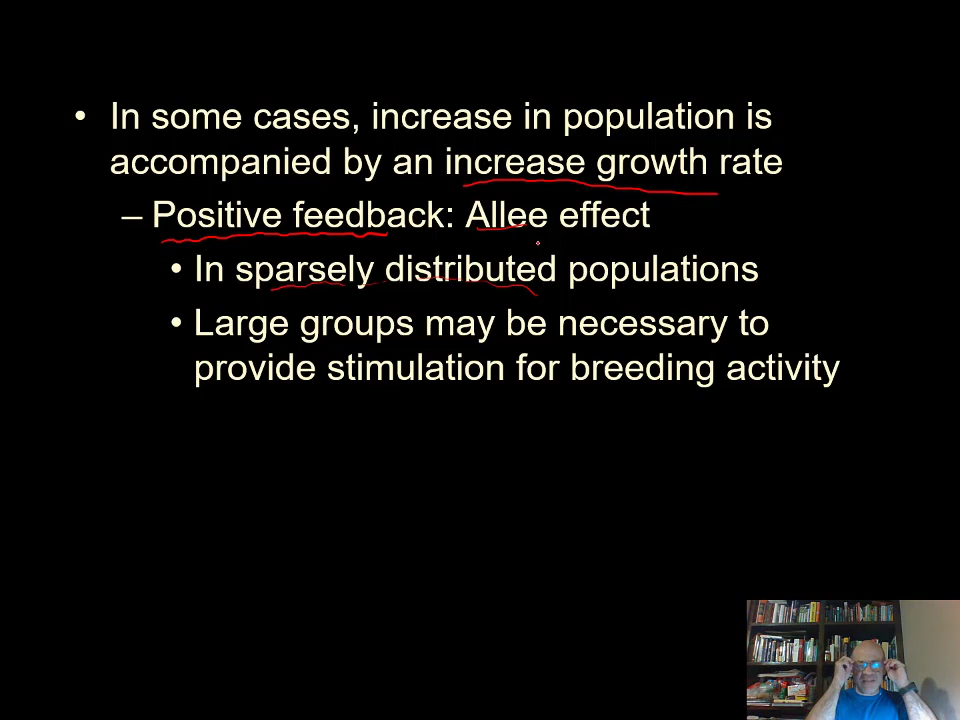 • In some cases, increase in population is
accompanied by an increase growth rate
– Positive feedback: Allee effect
• In sparsely distributed populations
• Large groups may be necessary to
provide stimulation for breeding activity